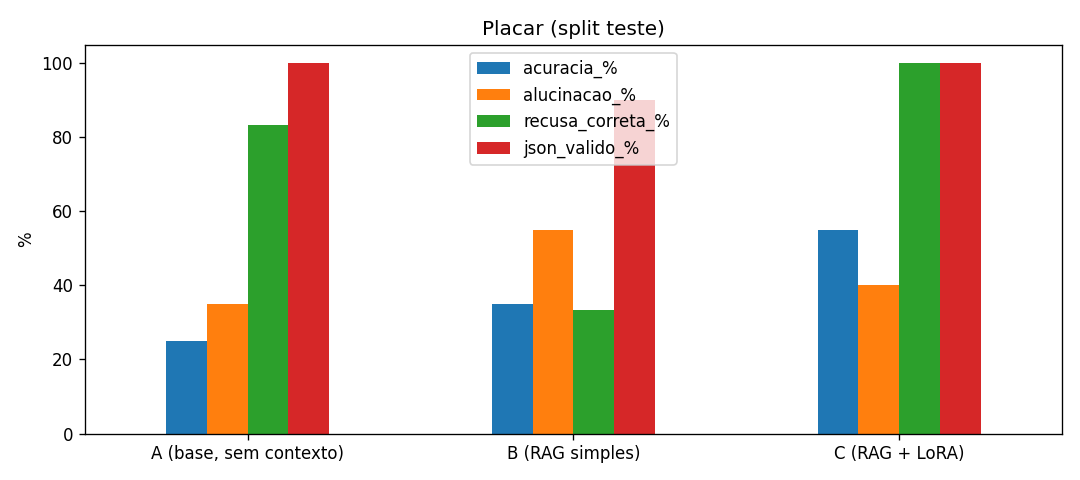 Placar (split teste)
acuracia_%
alucinacao_%
recusa_correta_%
json_valido_%
%
100
80
60
40
20
0
A (base, sem contexto)
B (RAG simples)
C (RAG + LoRA)